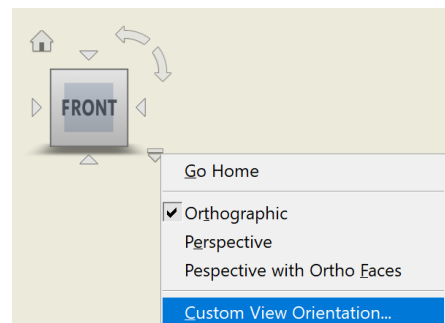 FRONT
Go Home
Orthographic
Perspective
Pespective with Ortho Faces
Custom View Orientation...